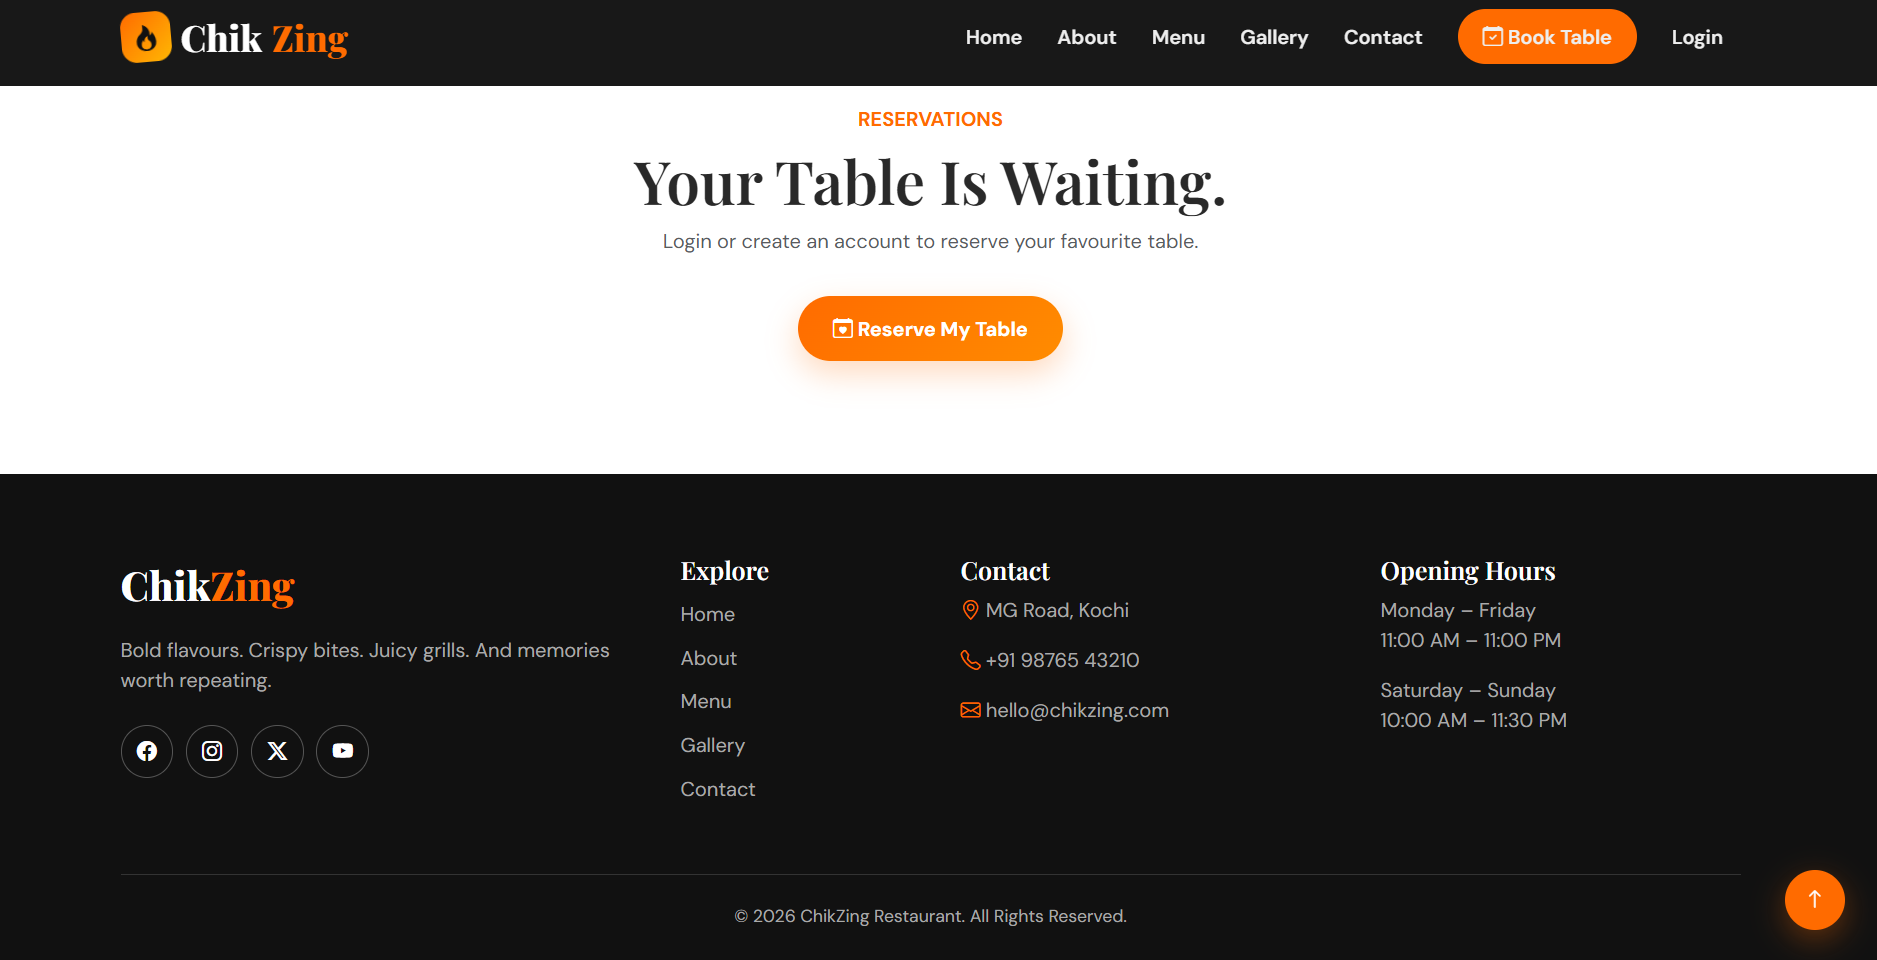 Chik Zing
Home About Menu Gallery Contact Book Table Login
RESERVATIONS
Your Table Is Waiting.
Login or create an account to reserve your favourite table.
Reserve My Table
ChikZing
Bold flavours. Crispy bites. Juicy grills. And memories
worth repeating.
Explore
Home
About
Menu
Gallery
Contact
Contact
MG Road, Kochi
+91 98765 43210
hello@chikzing.com
Opening Hours
Monday – Friday
11:00 AM – 11:00 PM
Saturday – Sunday
10:00 AM – 11:30 PM
© 2026 ChikZing Restaurant. All Rights Reserved.